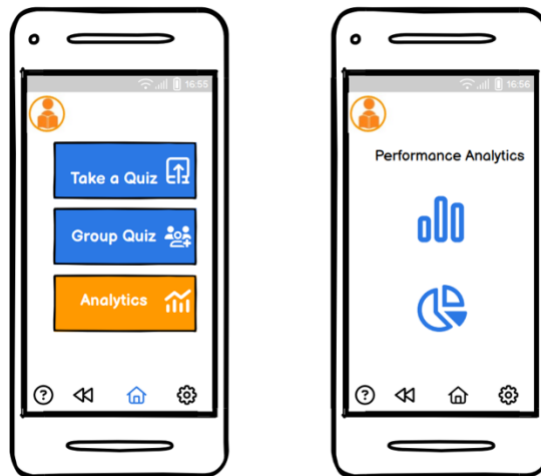 16:55
Take a Quiz
Group Quiz
Analytics
?
16:56
Performance Analytics
?